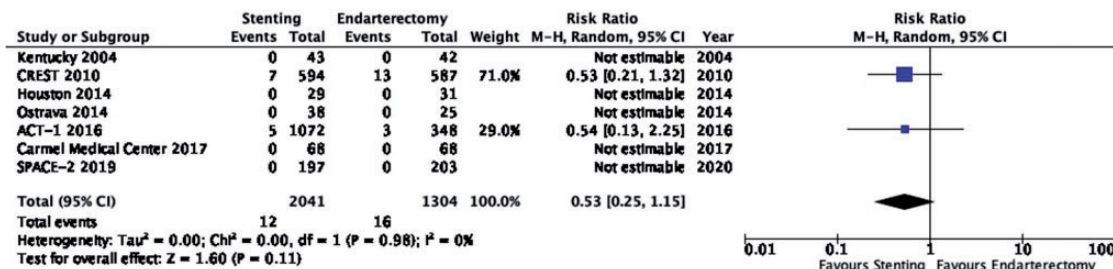 Stenting Endarterectomy Risk Ratio Risk Ratio
Study or Subgroup Events Total Events Total Weight M-H, Random, 95% CI Year M-H, Random, 95% CI
Kentucky 2004 0 43 0 42 Not estimable 2004
CREST 2010 7 594 13 587 71.0% 0.53 [0.21, 1.32] 2010
Houston 2014 0 29 0 31 Not estimable 2014
Ostrava 2014 0 38 0 25 Not estimable 2014
ACT-1 2016 5 1072 3 348 29.0% 0.54 [0.13, 2.25] 2016
Carmel Medical Center 2017 0 68 0 68 Not estimable 2017
SPACE-2 2019 0 197 0 203 Not estimable 2020
Total (95% CI) 2041 1304 100.0% 0.53 [0.25, 1.15]
Total events 12 16
Heterogeneity: Tau² = 0.00; Chi² = 0.00, df = 1 (P = 0.98); I² = 0%
Test for overall effect: Z = 1.60 (P = 0.11)
0.01 0.1 1 10 100
Favours Stenting Favours Endarterectomy